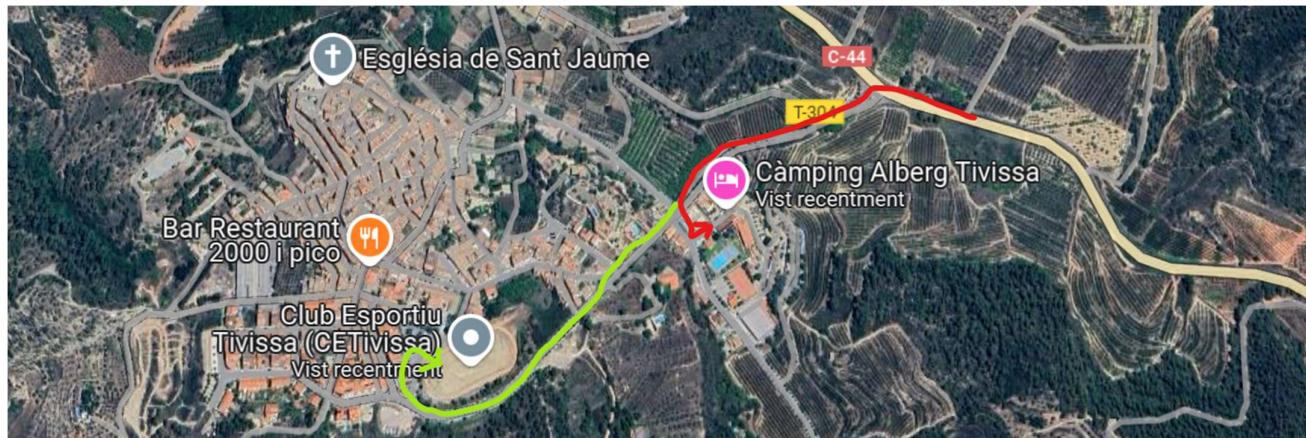 Església de Sant Jaume
C-44
T-304
Càmping Alberg Tivissa
Vist recentment
Bar Restaurant
2000 i pico
Club Esportiu
Tivissa (CETivissa)
Vist recentment